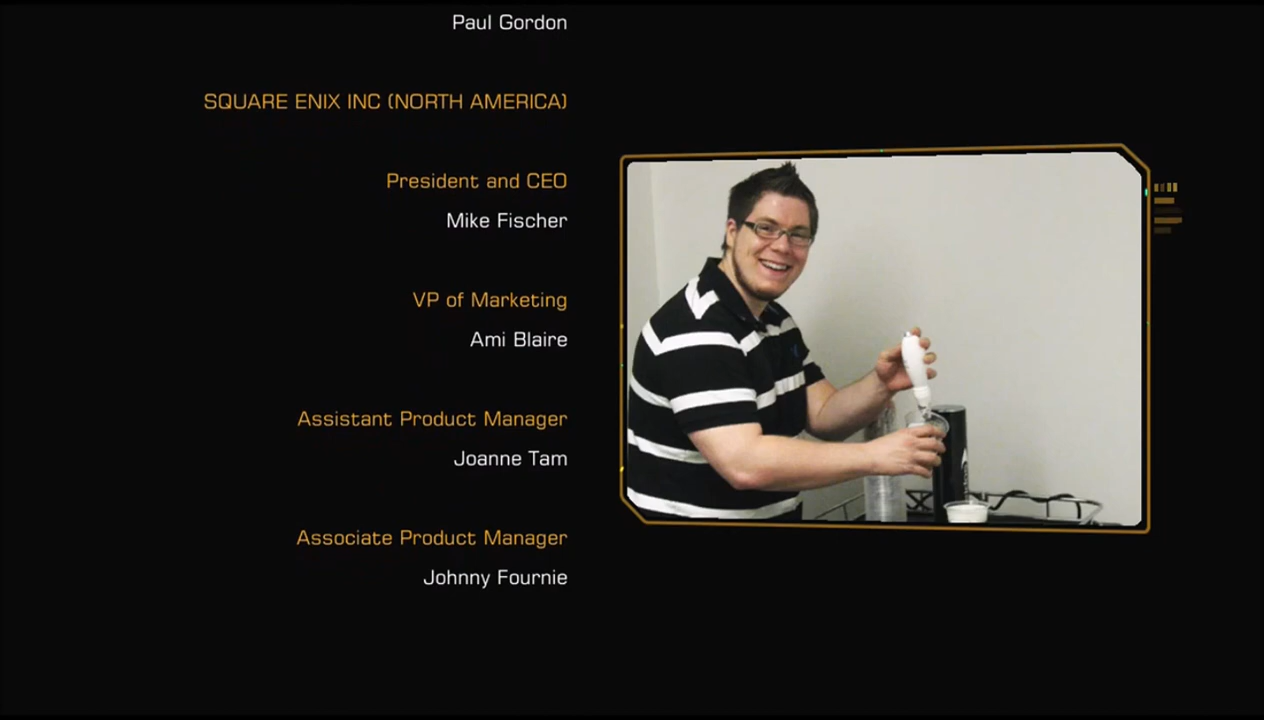 Paul Gordon
SQUARE ENIX INC (NORTH AMERICA)
President and CEO
Mike Fischer
VP of Marketing
Ami Blaire
Assistant Product Manager
Joanne Tam
Associate Product Manager
Johnny Fournie